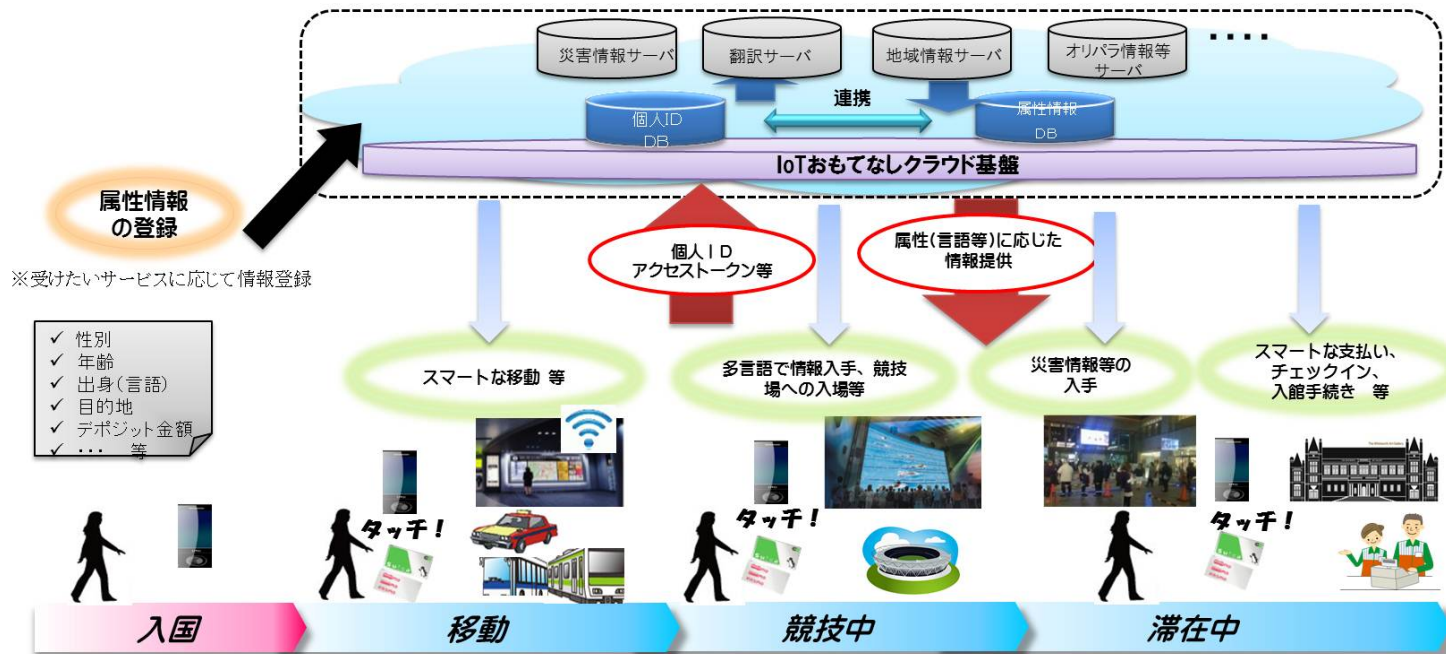 災害情報サーバ
翻訳サーバ
地域情報サーバ
オリパラ情報等
サーバ
・・・・
連携
個人ID
DB
属性情報
DB
IoTおもてなしクラウド基盤
属性情報
の登録
※受けたいサービスに応じて情報登録
個人ID
アクセストークン等
属性(言語等)に応じた
情報提供
✓ 性別
✓ 年齢
✓ 出身(言語)
✓ 目的地
✓ デポジット金額
✓ ・・・ 等
スマートな移動 等
多言語で情報入手、競技
場への入場等
災害情報等の
入手
スマートな支払い、
チェックイン、
入館手続き 等
タッチ!
タッチ!
タッチ!
入国
移動
競技中
滞在中